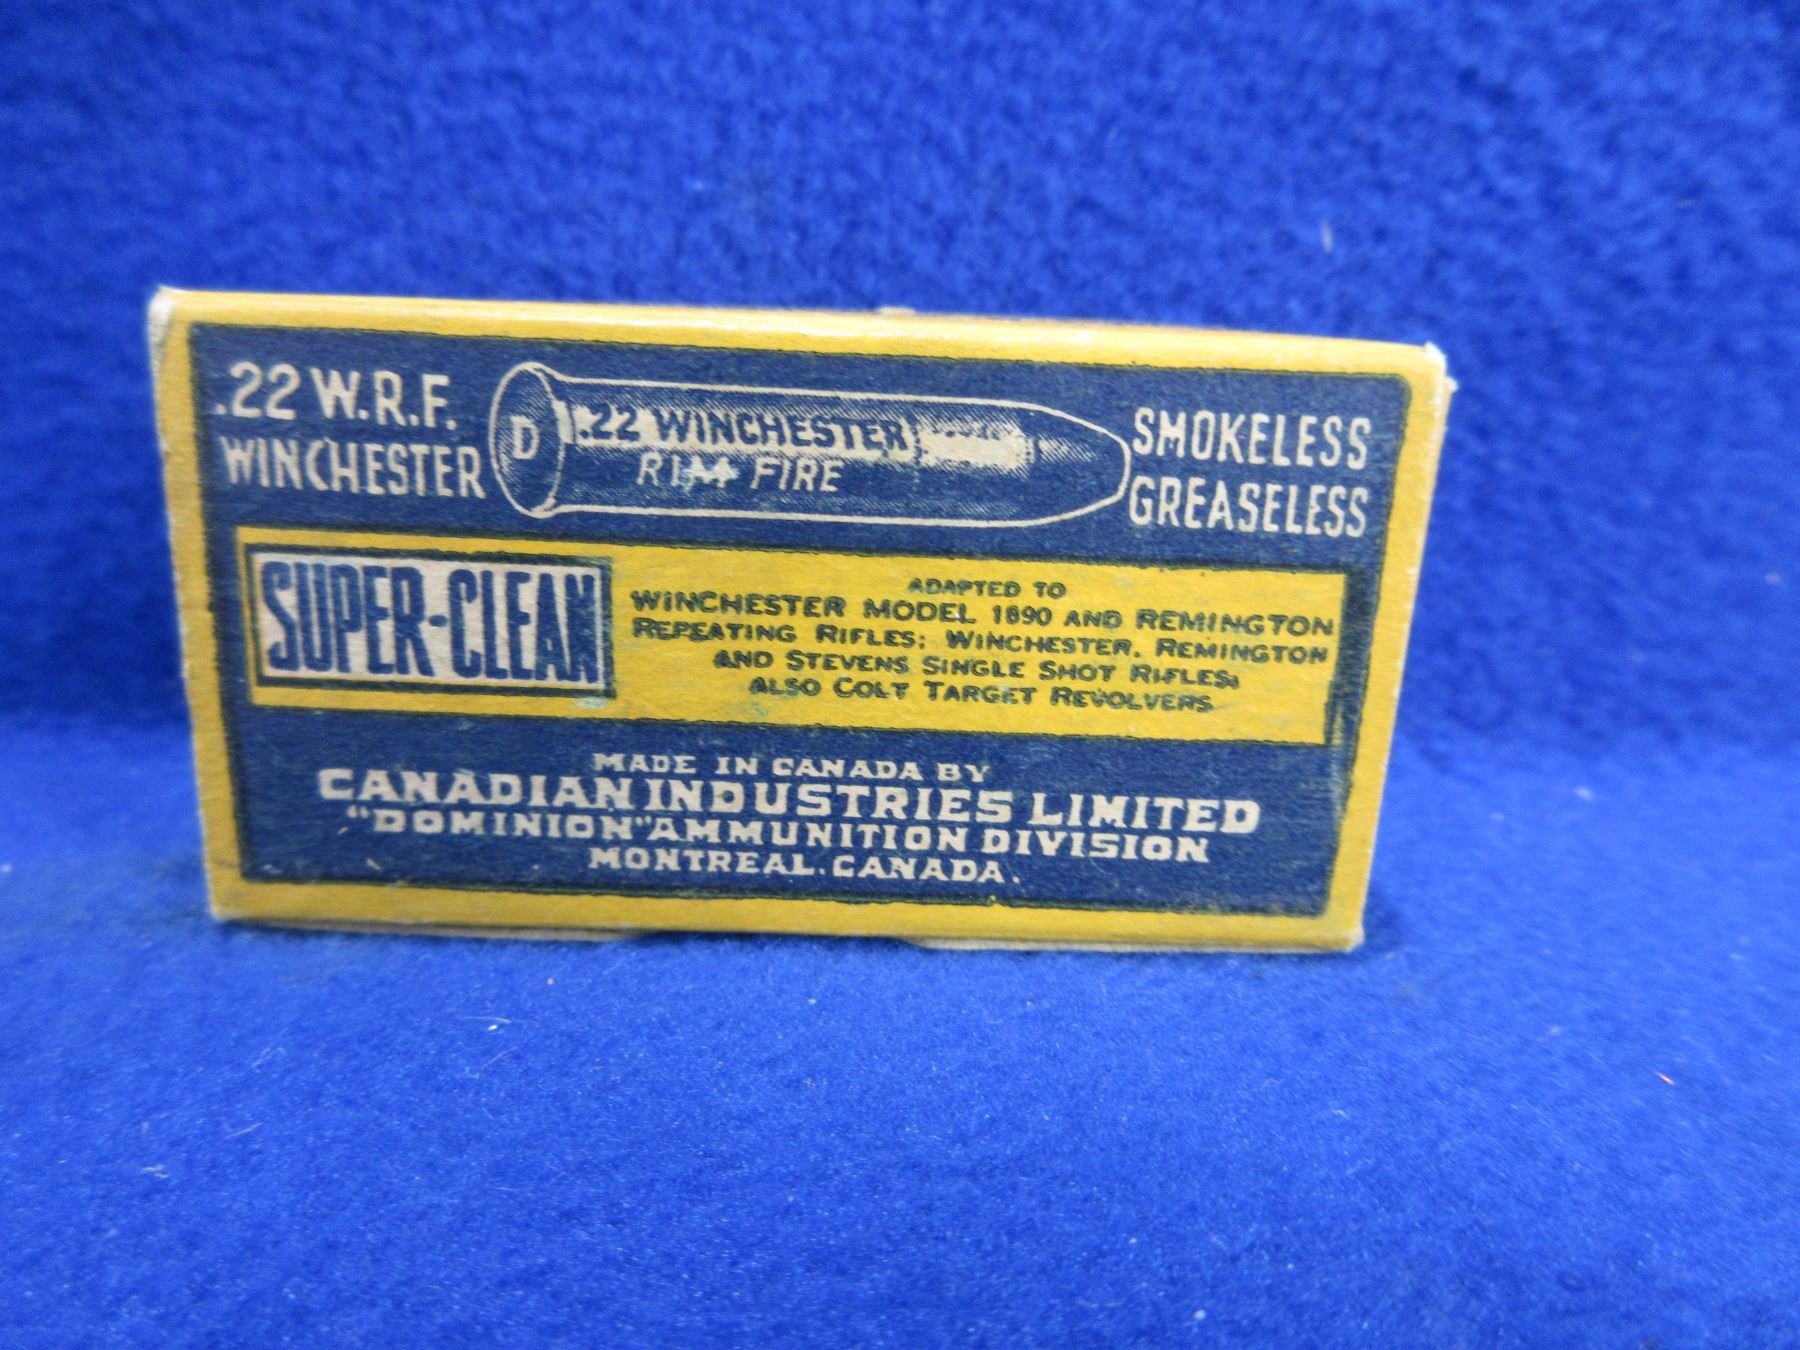 .22 W.R.F.
WINCHESTER
D
.22 WINCHESTER
RIM FIRE
SMOKELESS
GREASELESS
SUPER-CLEAN
ADAPTED TO
WINCHESTER MODEL 1890 AND REMINGTON
REPEATING RIFLES; WINCHESTER, REMINGTON
AND STEVENS SINGLE SHOT RIFLES;
ALSO COLT TARGET REVOLVERS
MADE IN CANADA BY
CANADIAN INDUSTRIES LIMITED
"DOMINION" AMMUNITION DIVISION
MONTREAL. CANADA.